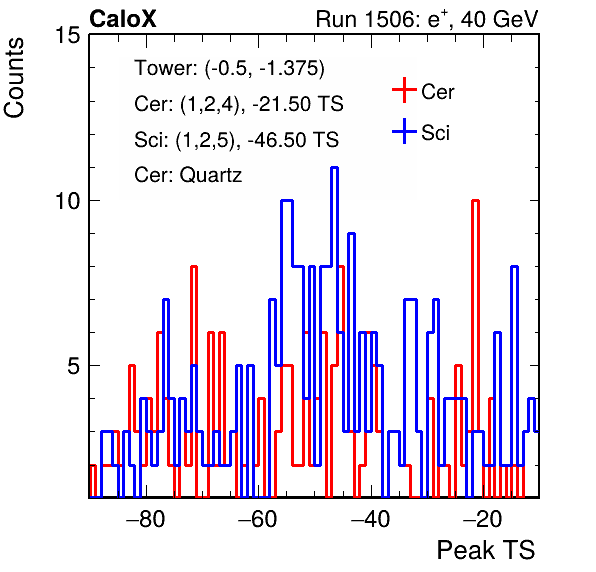 CaloX
Run 1506: e⁺, 40 GeV
Counts
15
10
5
Tower: (-0.5, -1.375)
Cer: (1,2,4), -21.50 TS
Sci: (1,2,5), -46.50 TS
Cer: Quartz
Cer
Sci
−80
−60
−40
−20
Peak TS